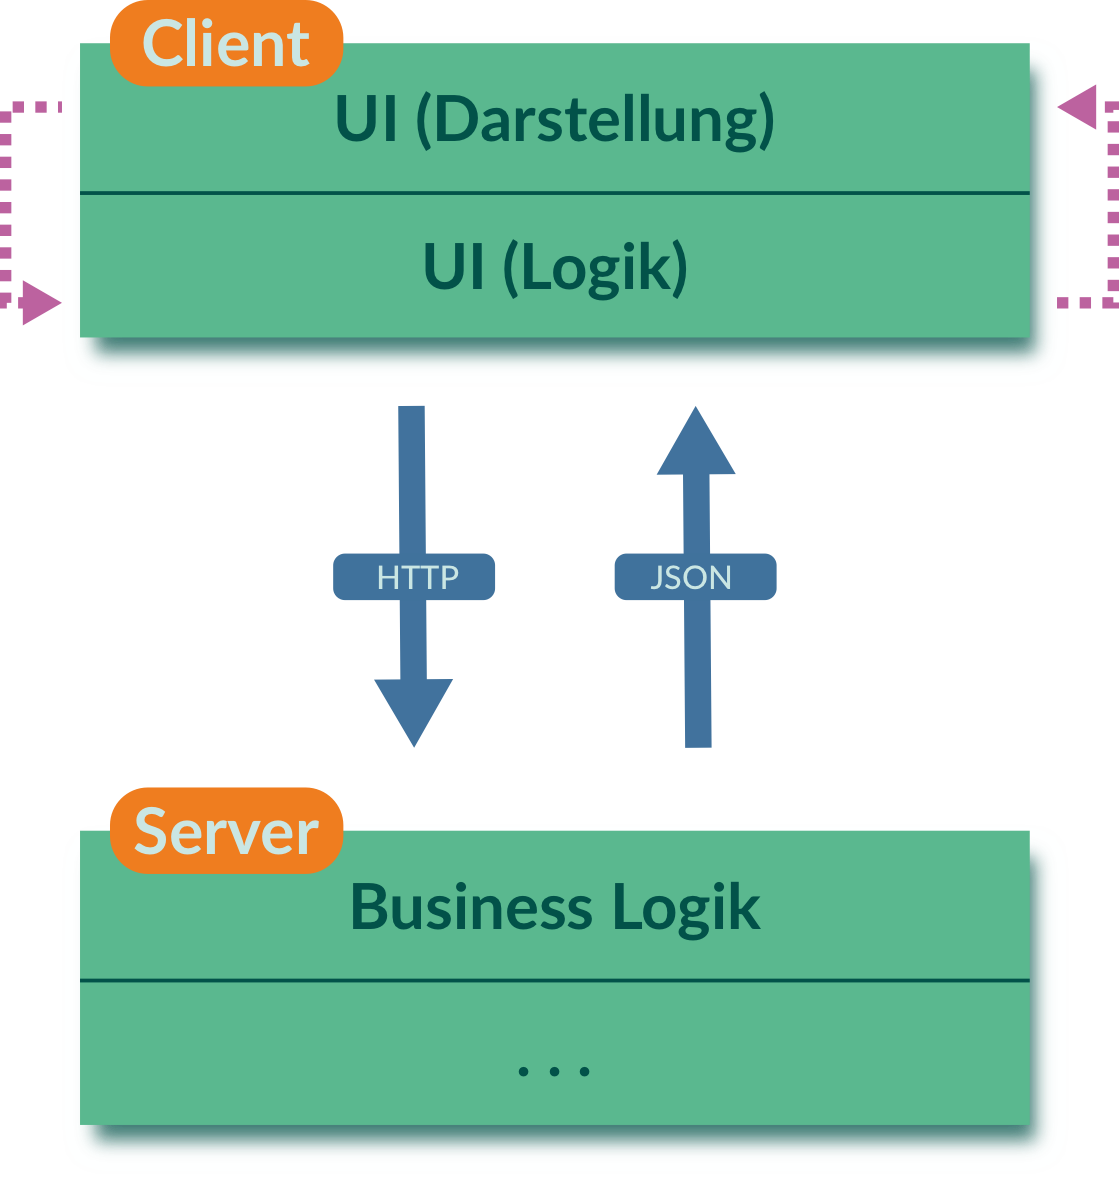 Client
UI (Darstellung)
UI (Logik)
HTTP
JSON
Server
Business Logik
. . .